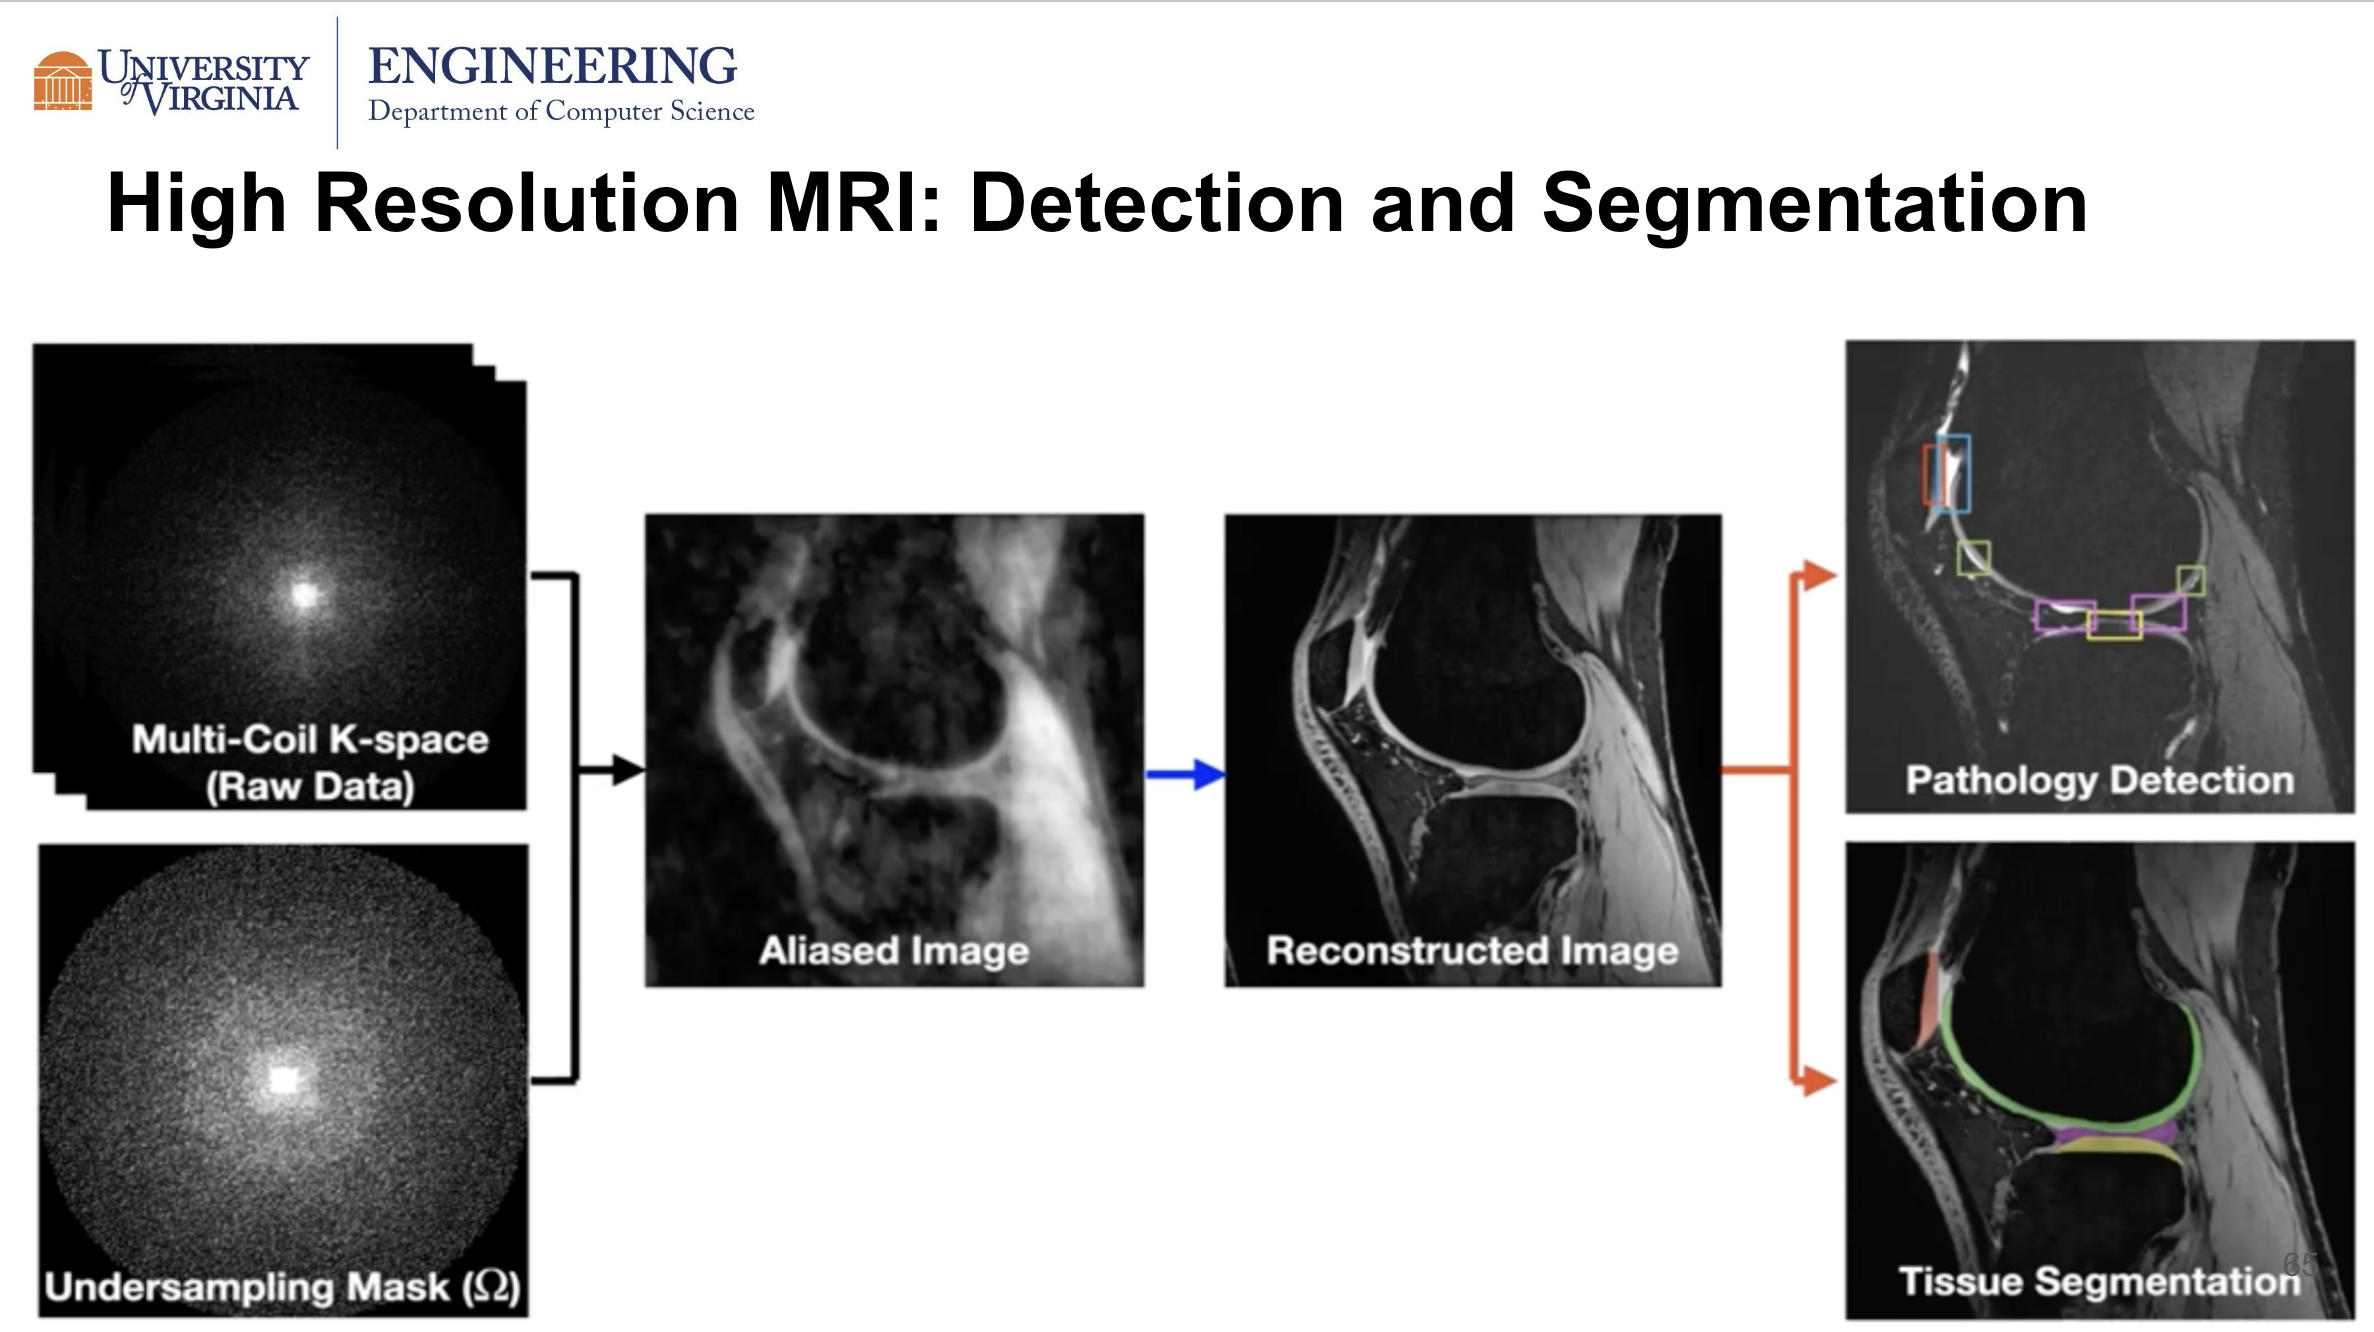 UNIVERSITY
of VIRGINIA
ENGINEERING
Department of Computer Science
High Resolution MRI: Detection and Segmentation
Multi-Coil K-space
(Raw Data)
Undersampling Mask (Ω)
Aliased Image
Reconstructed Image
Pathology Detection
Tissue Segmentation
65